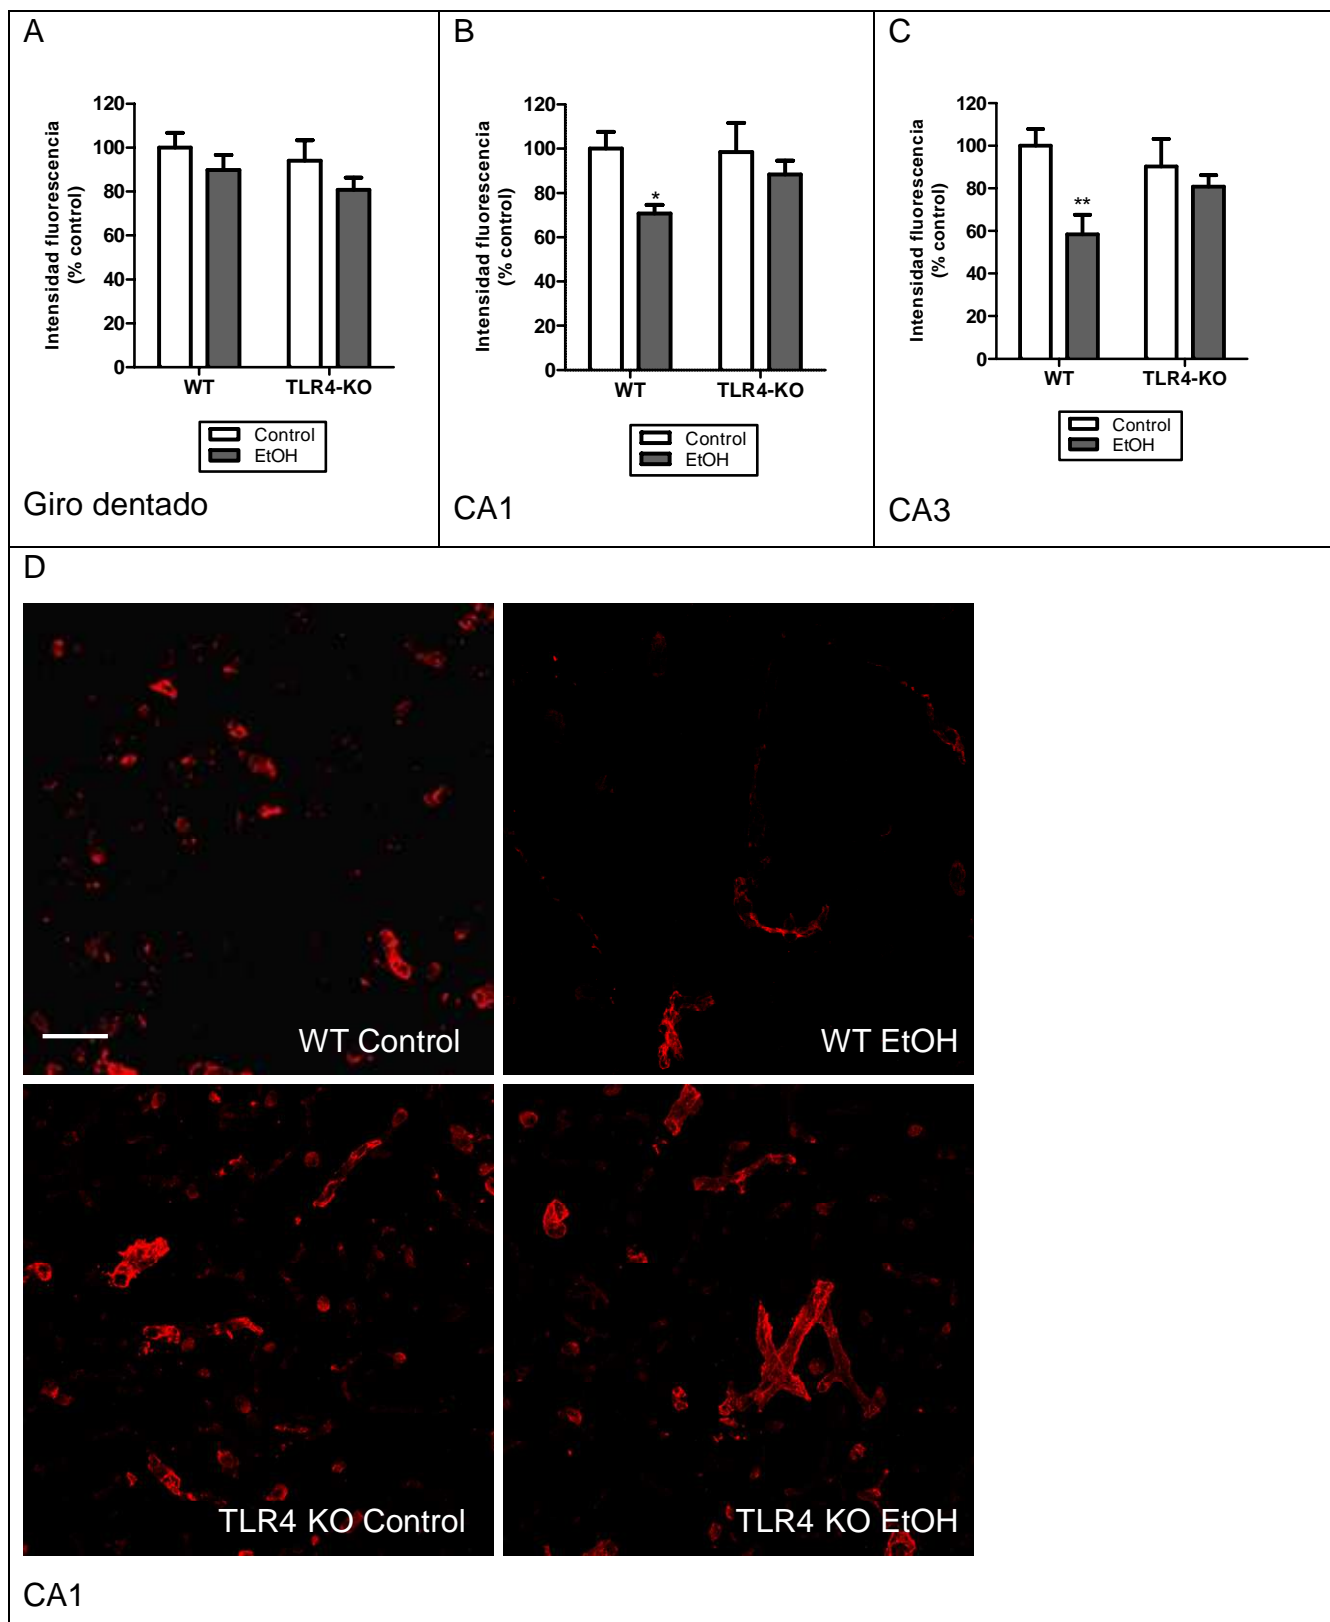 A
Intensidad fluorescencia
(% control)
120
100
80
60
40
20
0
WT TLR4-KO
Control
EtOH
Giro dentado
B
Intensidad fluorescencia
(% control)
120
100
80
60
40
20
0
*
WT TLR4-KO
Control
EtOH
CA1
C
Intensidad fluorescencia
(% control)
120
100
80
60
40
20
0
**
WT TLR4-KO
Control
EtOH
CA3
D
WT Control
WT EtOH
TLR4 KO Control
TLR4 KO EtOH
CA1